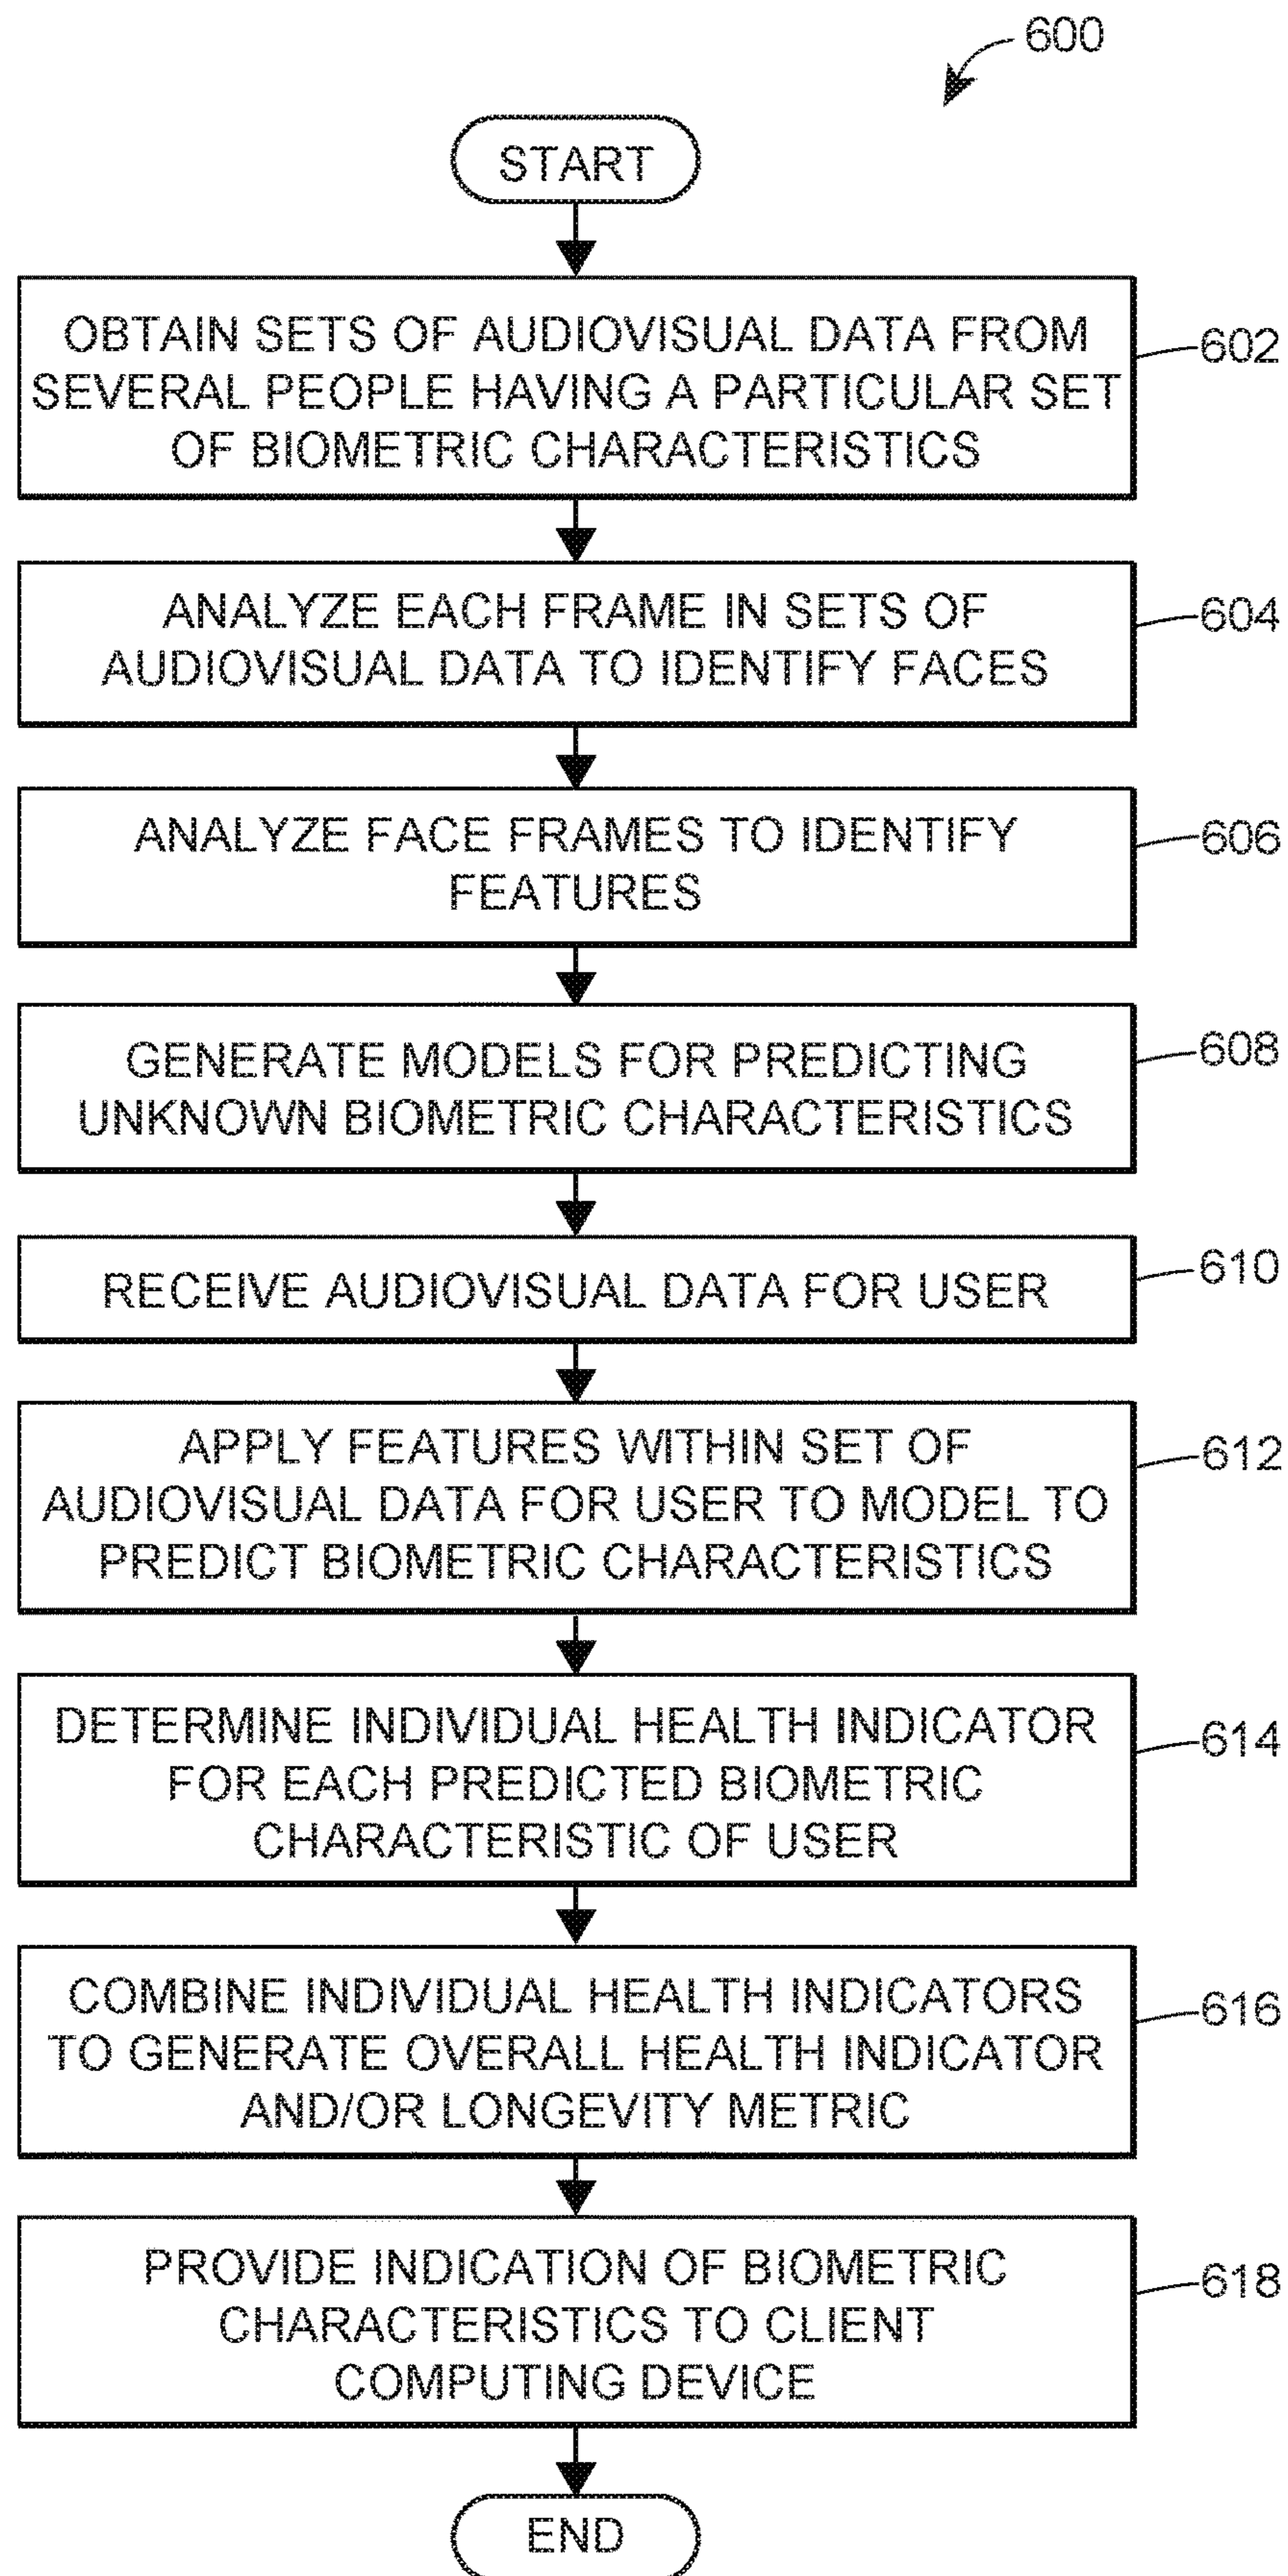 600
START
OBTAIN SETS OF AUDIOVISUAL DATA FROM
SEVERAL PEOPLE HAVING A PARTICULAR SET
OF BIOMETRIC CHARACTERISTICS
602
ANALYZE EACH FRAME IN SETS OF
AUDIOVISUAL DATA TO IDENTIFY FACES
604
ANALYZE FACE FRAMES TO IDENTIFY
FEATURES
606
GENERATE MODELS FOR PREDICTING
UNKNOWN BIOMETRIC CHARACTERISTICS
608
RECEIVE AUDIOVISUAL DATA FOR USER
610
APPLY FEATURES WITHIN SET OF
AUDIOVISUAL DATA FOR USER TO MODEL TO
PREDICT BIOMETRIC CHARACTERISTICS
612
DETERMINE INDIVIDUAL HEALTH INDICATOR
FOR EACH PREDICTED BIOMETRIC
CHARACTERISTIC OF USER
614
COMBINE INDIVIDUAL HEALTH INDICATORS
TO GENERATE OVERALL HEALTH INDICATOR
AND/OR LONGEVITY METRIC
616
PROVIDE INDICATION OF BIOMETRIC
CHARACTERISTICS TO CLIENT
COMPUTING DEVICE
618
END